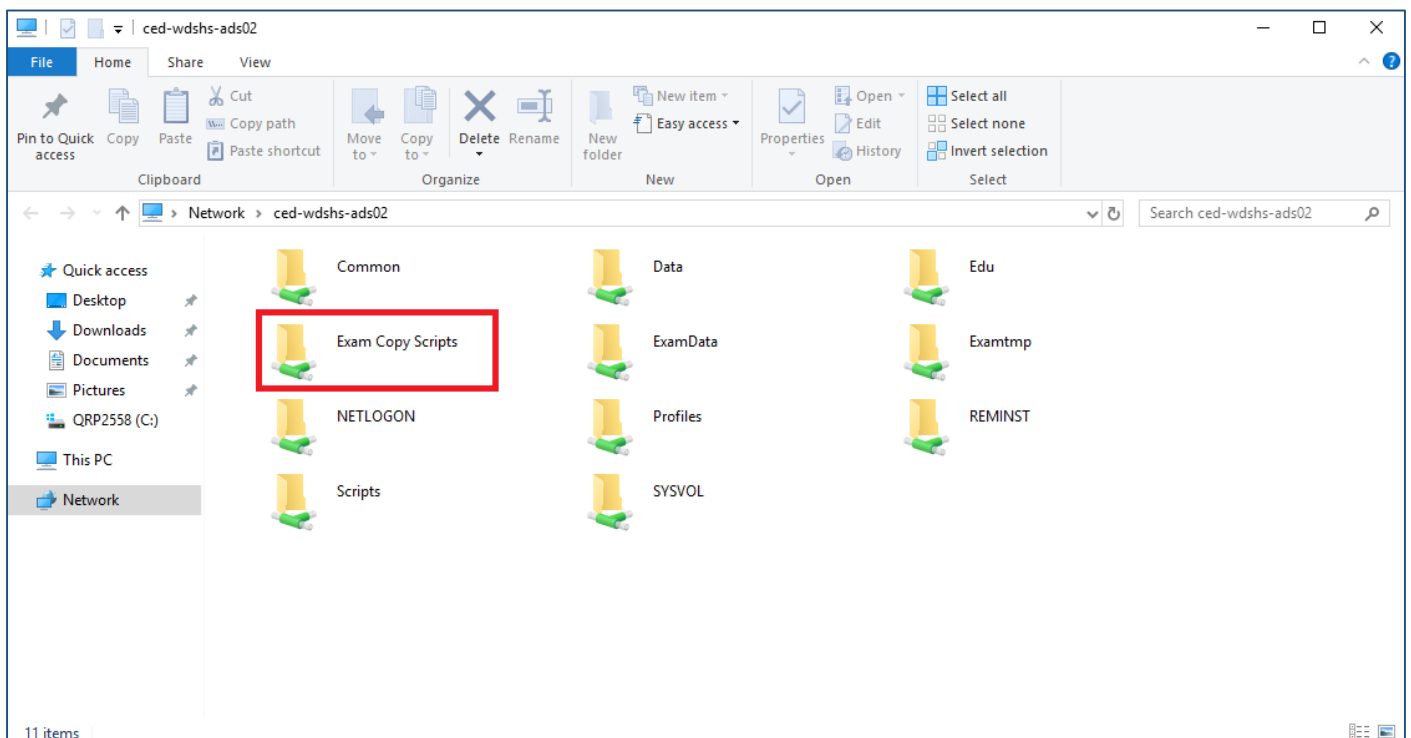 ced-wdshs-ads02
File Home Share View
Pin to Quick access
Copy
Paste
Cut
Copy path
Paste shortcut
Clipboard
Move to
Copy to
Delete
Rename
Organize
New folder
New item
Easy access
New
Properties
Open
Edit
History
Open
Select all
Select none
Invert selection
Select
Network > ced-wdshs-ads02
Search ced-wdshs-ads02
Quick access
Desktop
Downloads
Documents
Pictures
QRP2558 (C:)
This PC
Network
Common Data Edu
Exam Copy Scripts ExamData Examtmp
NETLOGON Profiles REMINST
Scripts SYSVOL
11 items